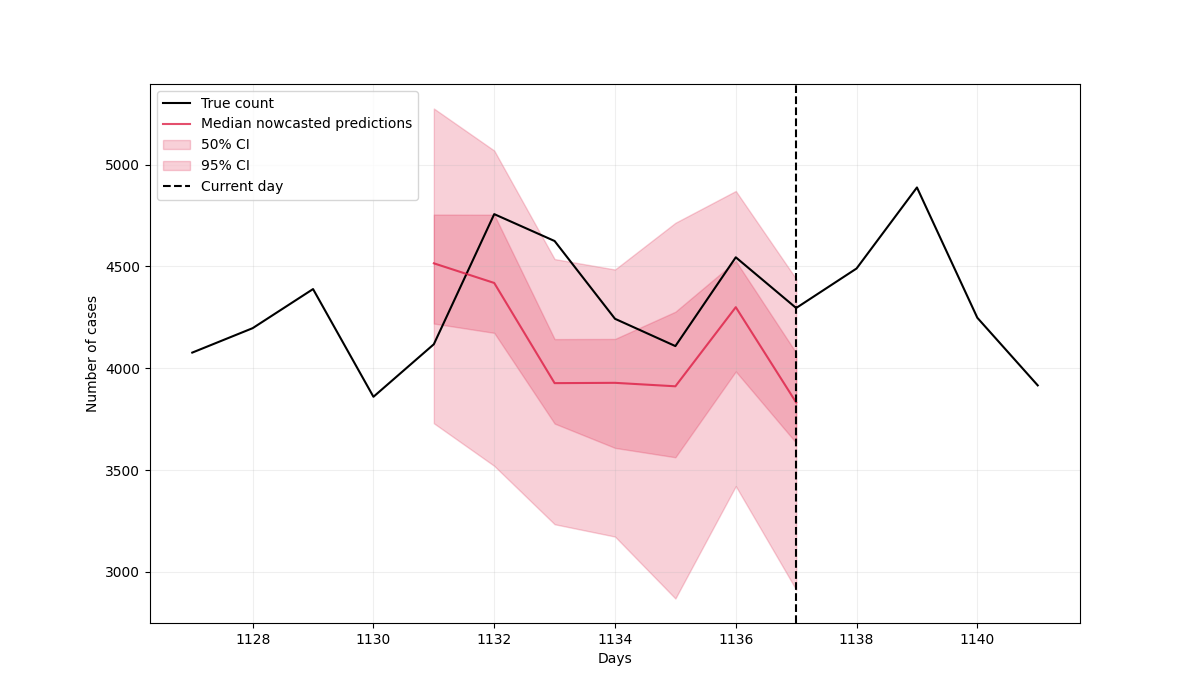 True count
Median nowcasted predictions
50% CI
95% CI
Current day
5000
4500
4000
3500
3000
Number of cases
1128 1130 1132 1134 1136 1138 1140
Days